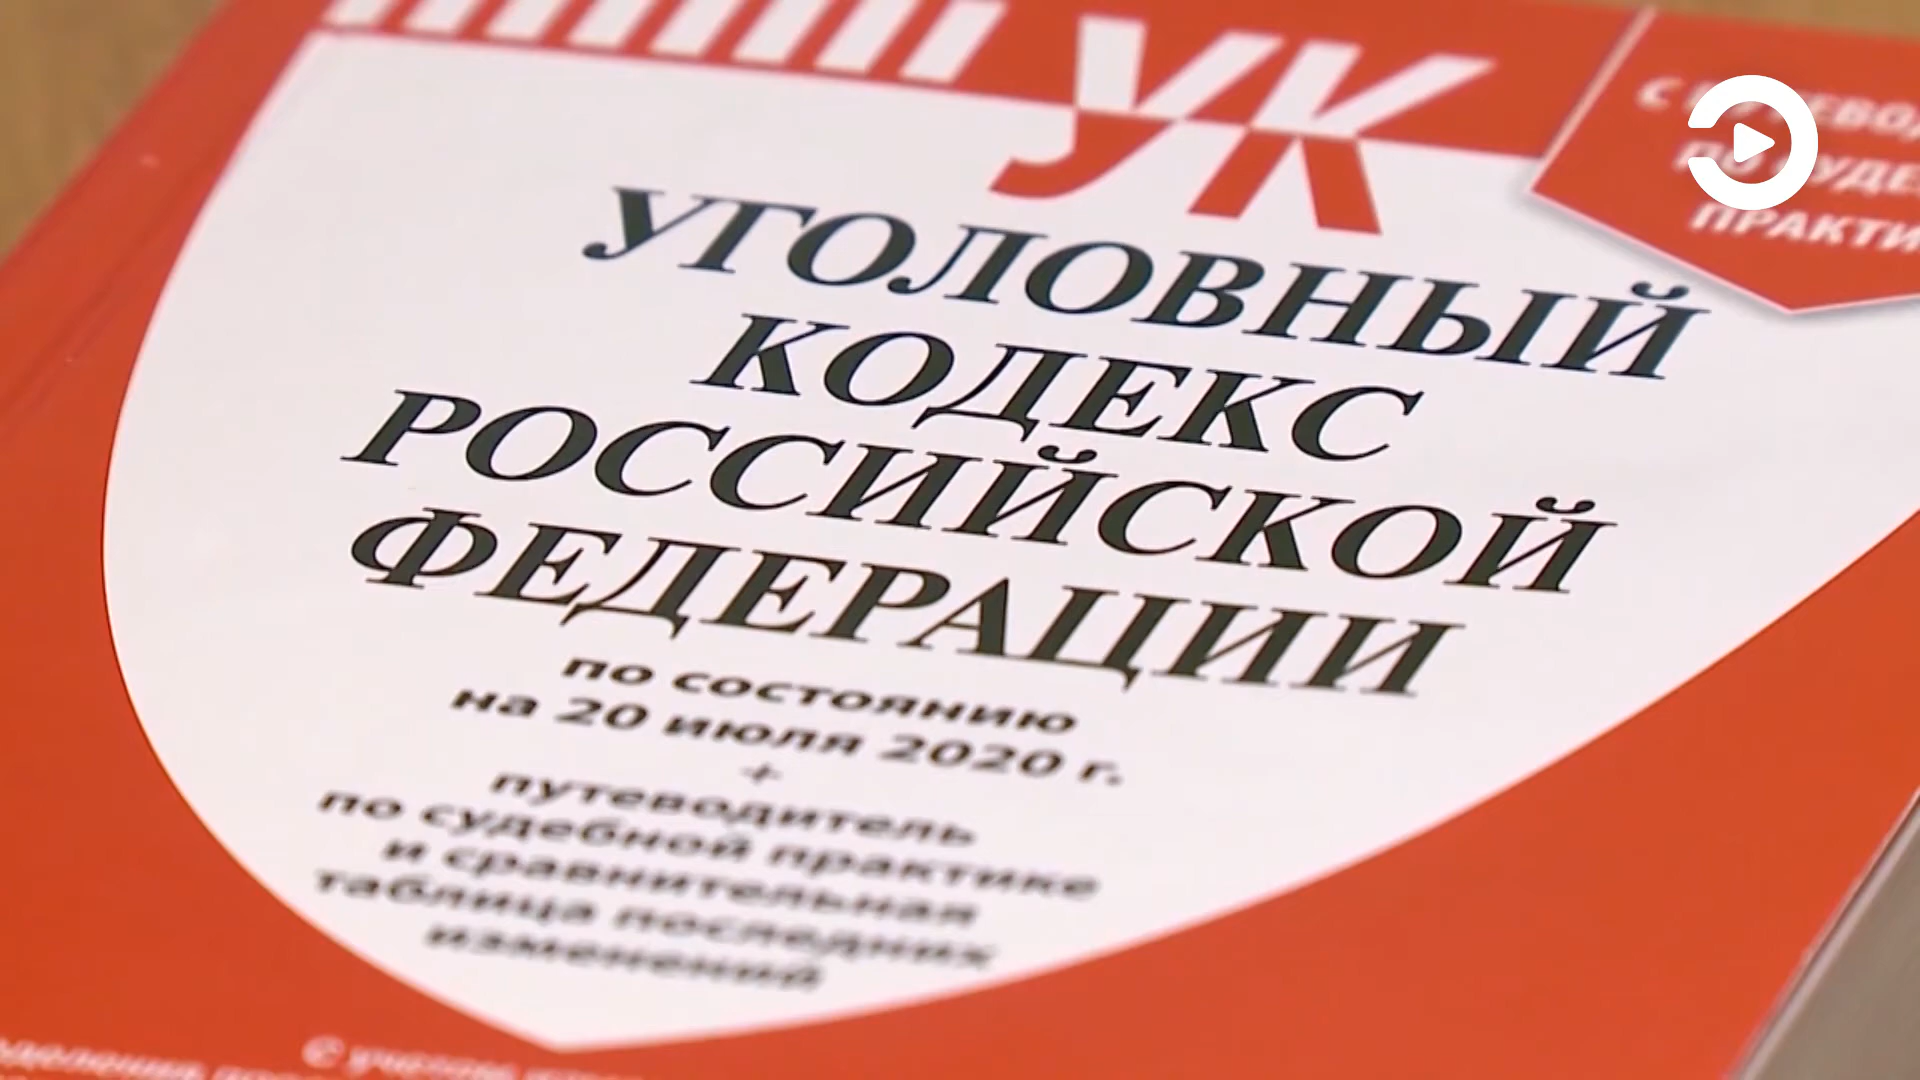 УК
С
ПРАКТИ
УГОЛОВНЫЙ
КОДЕКС
РОССИЙСКОЙ
ФЕДЕРАЦИИ
по состоянию
на 20 июля 2020 г.
+
путеводитель
по судебной практике
и сравнительная
таблица последних
изменений
С учетом